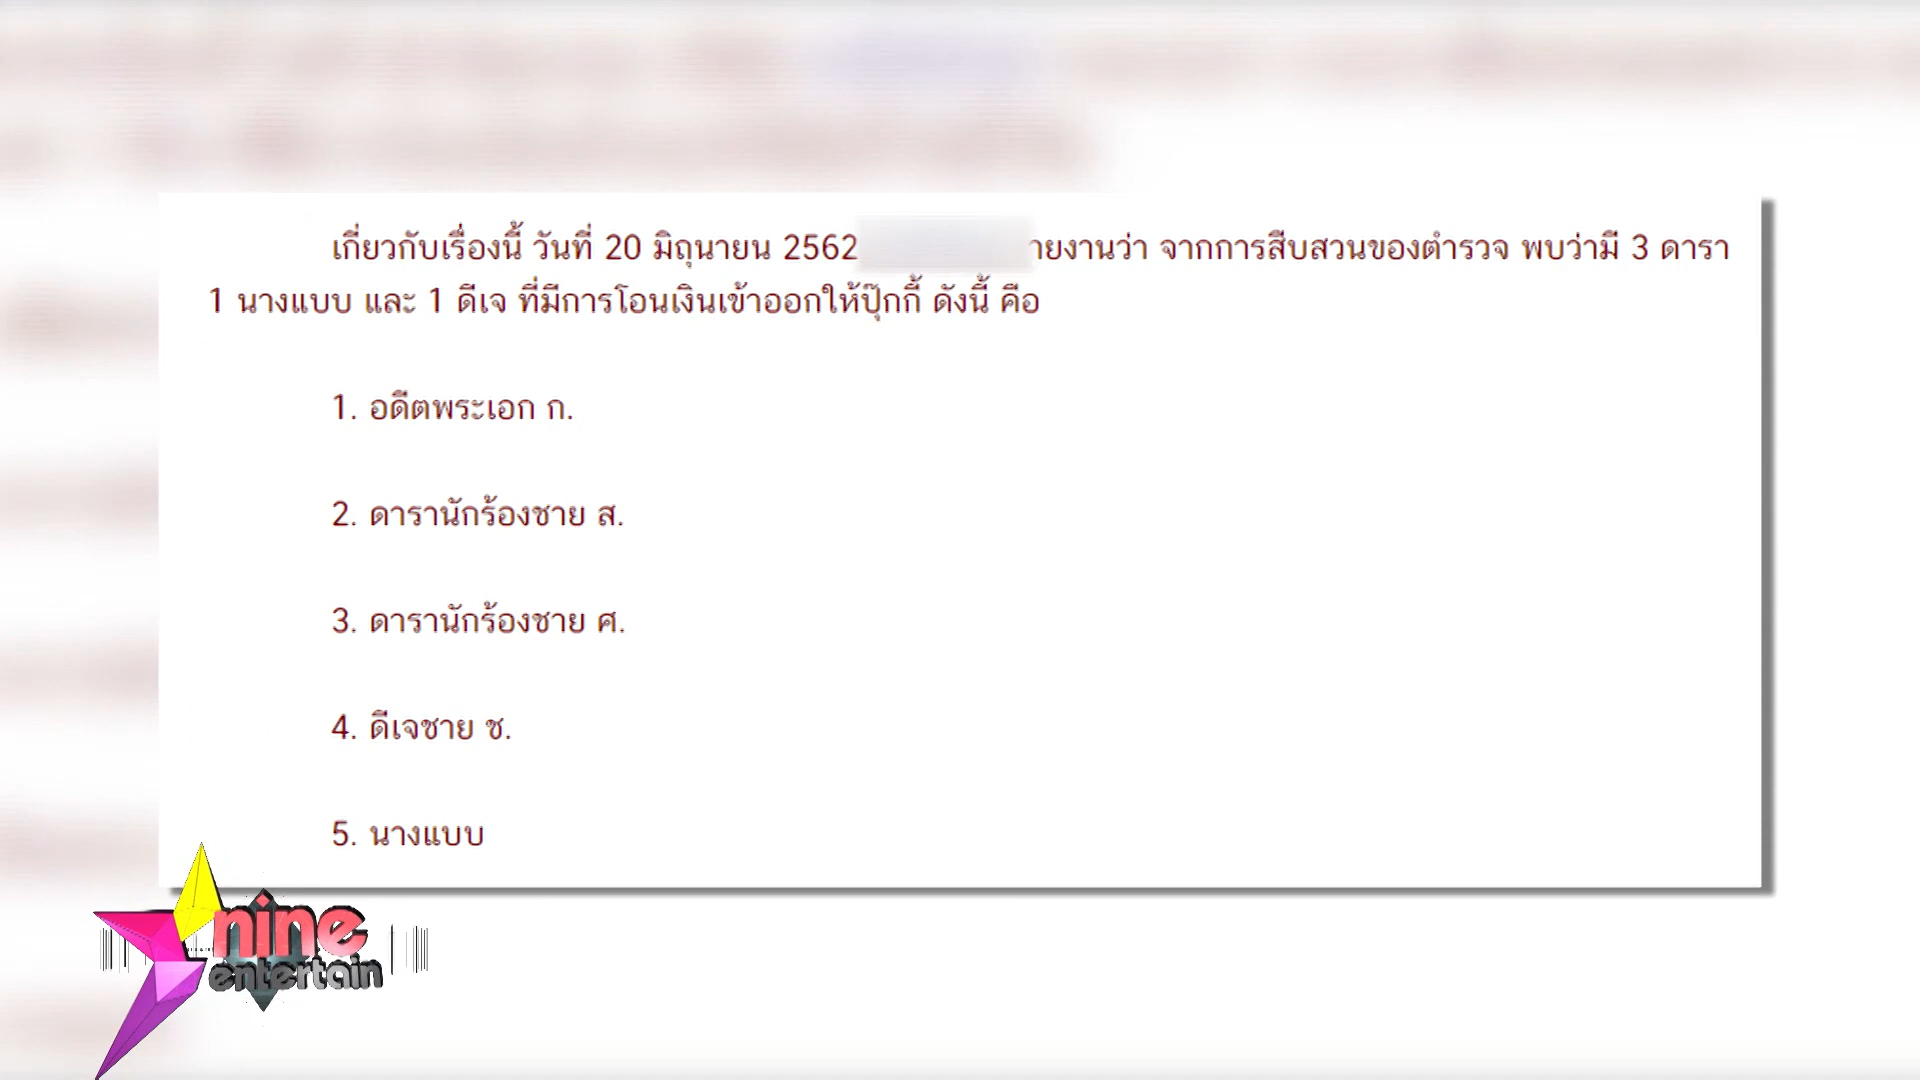 เกี่ยวกับเรื่องนี้ วันที่ 20 มิถุนายน 2562 ายงานว่า จากการสืบสวนของตำรวจ พบว่ามี 3 ดารา
1 นางแบบ และ 1 ดีเจ ที่มีการโอนเงินเข้าออกให้ปุ๊กกี้ ดังนี้ คือ
1. อดีตพระเอก ก.
2. ดารานักร้องชาย ส.
3. ดารานักร้องชาย ศ.
4. ดีเจชาย ช.
5. นางแบบ
nine
entertain